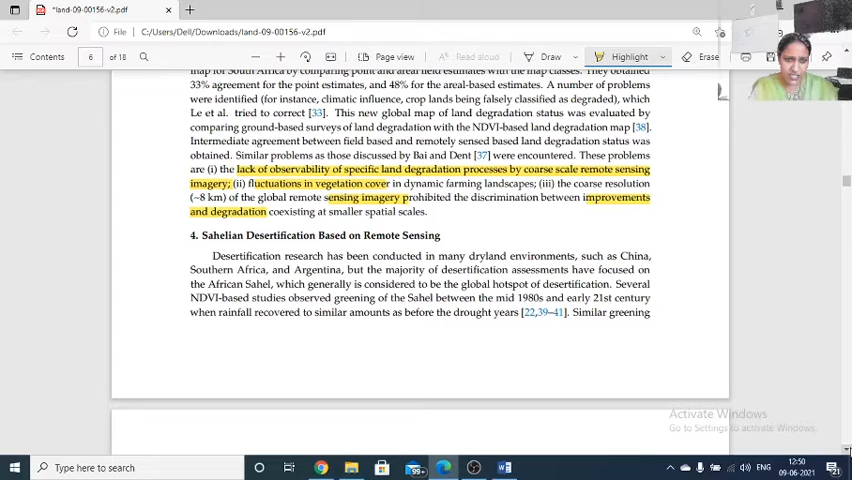 *land-09-00156-v2.pdf
File
C:/Users/Dell/Downloads/land-09-00156-v2.pdf
Contents
6
of 18
Page view
Read aloud
Draw
Highlight
Erase
map for South Africa by comparing point and areal field estimates with the map classes. They obtained
33% agreement for the point estimates, and 48% for the areal-based estimates. A number of problems
were identified (for instance, climatic influence, crop lands being falsely classified as degraded), which
Le et al. tried to correct [33]. This new global map of land degradation status was evaluated by
comparing ground-based surveys of land degradation with the NDVI-based land degradation map [38].
Intermediate agreement between field based and remotely sensed based land degradation status was
obtained. Similar problems as those discussed by Bai and Dent [37] were encountered. These problems
are (i) the lack of observability of specific land degradation processes by coarse scale remote sensing
imagery; (ii) fluctuations in vegetation cover in dynamic farming landscapes; (iii) the coarse resolution
(~8 km) of the global remote sensing imagery prohibited the discrimination between improvements
and degradation coexisting at smaller spatial scales.
4. Sahelian Desertification Based on Remote Sensing
Desertification research has been conducted in many dryland environments, such as China,
Southern Africa, and Argentina, but the majority of desertification assessments have focused on
the African Sahel, which generally is considered to be the global hotspot of desertification. Several
NDVI-based studies observed greening of the Sahel between the mid 1980s and early 21st century
when rainfall recovered to similar amounts as before the drought years [22,39–41]. Similar greening
Activate Windows
Go to Settings to activate Windows.
Type here to search
99+
ENG
12:50
09-06-2021
21